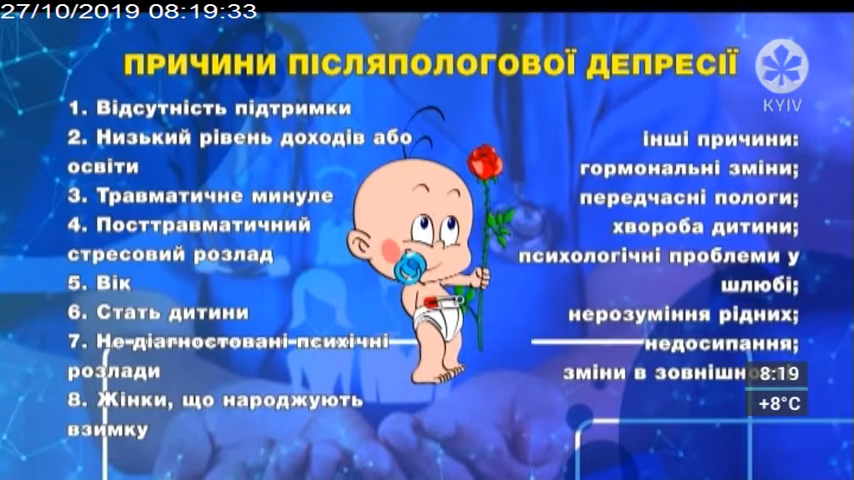 27/10/2019 08:19:33
ПРИЧИНИ ПІСЛЯПОЛОГОВОЇ ДЕПРЕСІЇ
KYIV
1. Відсутність підтримки
2. Низький рівень доходів або
освіти
3. Травматичне минуле
4. Посттравматичний
стресовий розлад
5. Вік
6. Стать дитини
7. Не діагностовані психічні
розлади
8. Жінки, що народжують
взимку
інші причини:
гормональні зміни;
передчасні пологи;
хвороба дитини;
психологічні проблеми у
шлюбі;
нерозуміння рідних;
недосипання;
зміни в
8:19
+8°C